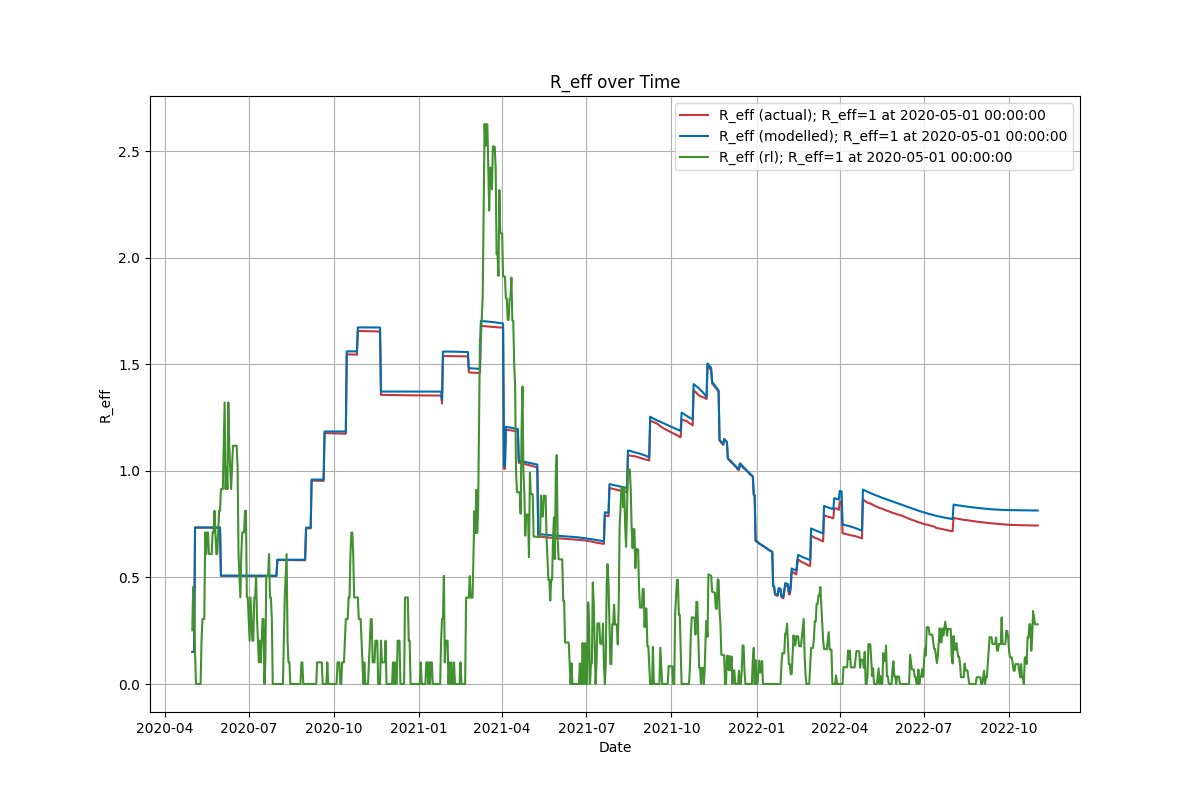 R_eff over Time
R_eff (actual); R_eff=1 at 2020-05-01 00:00:00
R_eff (modelled); R_eff=1 at 2020-05-01 00:00:00
R_eff (rl); R_eff=1 at 2020-05-01 00:00:00
2.5
2.0
1.5
1.0
0.5
0.0
R_eff
2020-04 2020-07 2020-10 2021-01 2021-04 2021-07 2021-10 2022-01 2022-04 2022-07 2022-10
Date